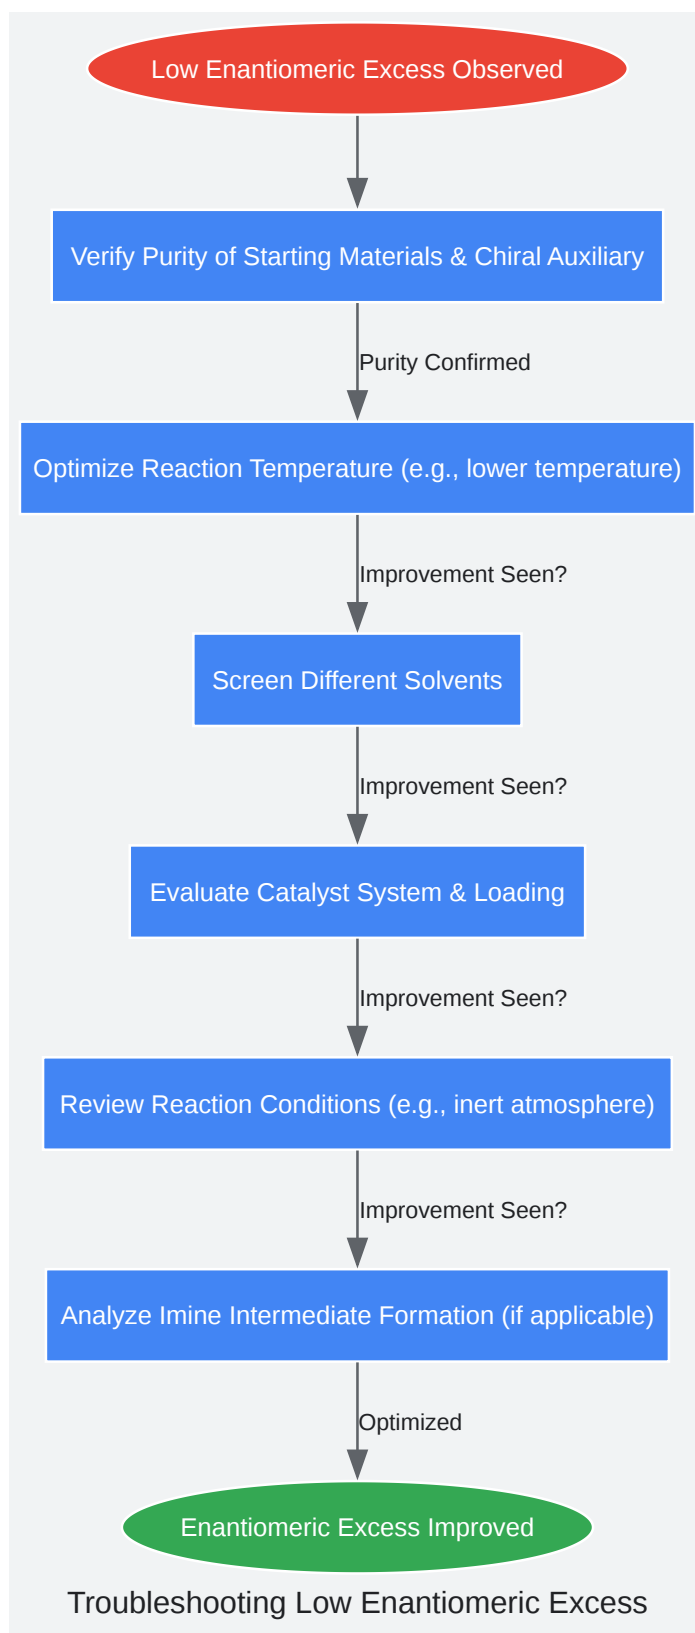 Low Enantiomeric Excess Observed
Verify Purity of Starting Materials & Chiral Auxiliary
Purity Confirmed
Optimize Reaction Temperature (e.g., lower temperature)
Improvement Seen?
Screen Different Solvents
Improvement Seen?
Evaluate Catalyst System & Loading
Improvement Seen?
Review Reaction Conditions (e.g., inert atmosphere)
Improvement Seen?
Analyze Imine Intermediate Formation (if applicable)
Optimized
Enantiomeric Excess Improved
Troubleshooting Low Enantiomeric Excess